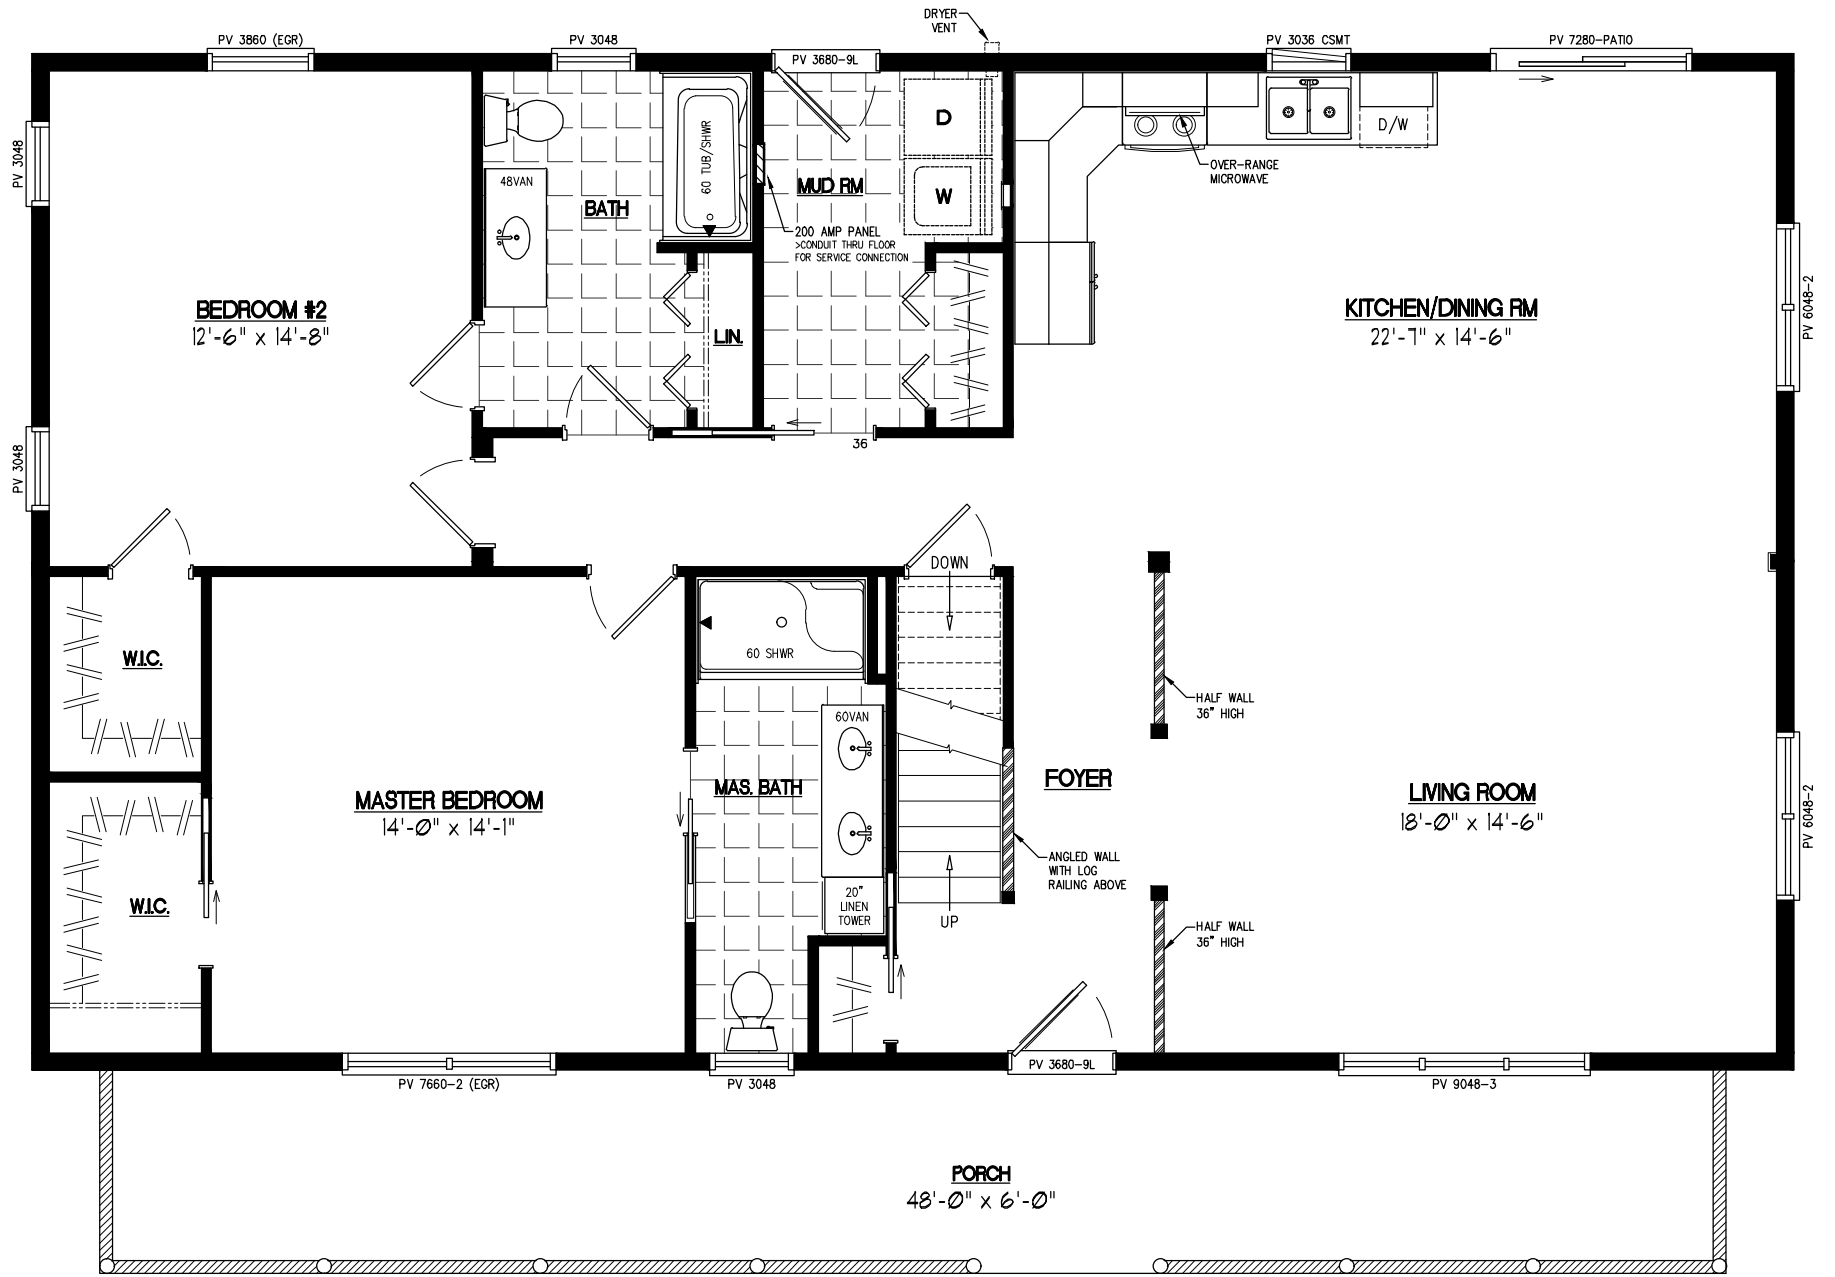 DRYER
VENT
PV 3860 (EGR)
PV 3048
PV 3680-9L
PV 3036 CSMT
PV 7280-PATIO
PV 3048
48VAN
BATH
60 TUB/SHWR
MUD RM
D
W
200 AMP PANEL
>CONDUIT THRU FLOOR
FOR SERVICE CONNECTION
D/W
OVER-RANGE
MICROWAVE
BEDROOM #2
12'-6" x 14'-8"
LIN.
KITCHEN/DINING RM
22'-7" x 14'-6"
PV 6048-2
36
PV 3048
DOWN
W.I.C.
60 SHWR
HALF WALL
36" HIGH
60VAN
MASTER BEDROOM
14'-0" x 14'-1"
MAS. BATH
FOYER
LIVING ROOM
18'-0" x 14'-6"
PV 6048-2
ANGLED WALL
WITH LOG
RAILING ABOVE
W.I.C.
20"
LINEN
TOWER
UP
HALF WALL
36" HIGH
PV 7660-2 (EGR)
PV 3048
PV 3680-9L
PV 9048-3
PORCH
48'-0" x 6'-0"